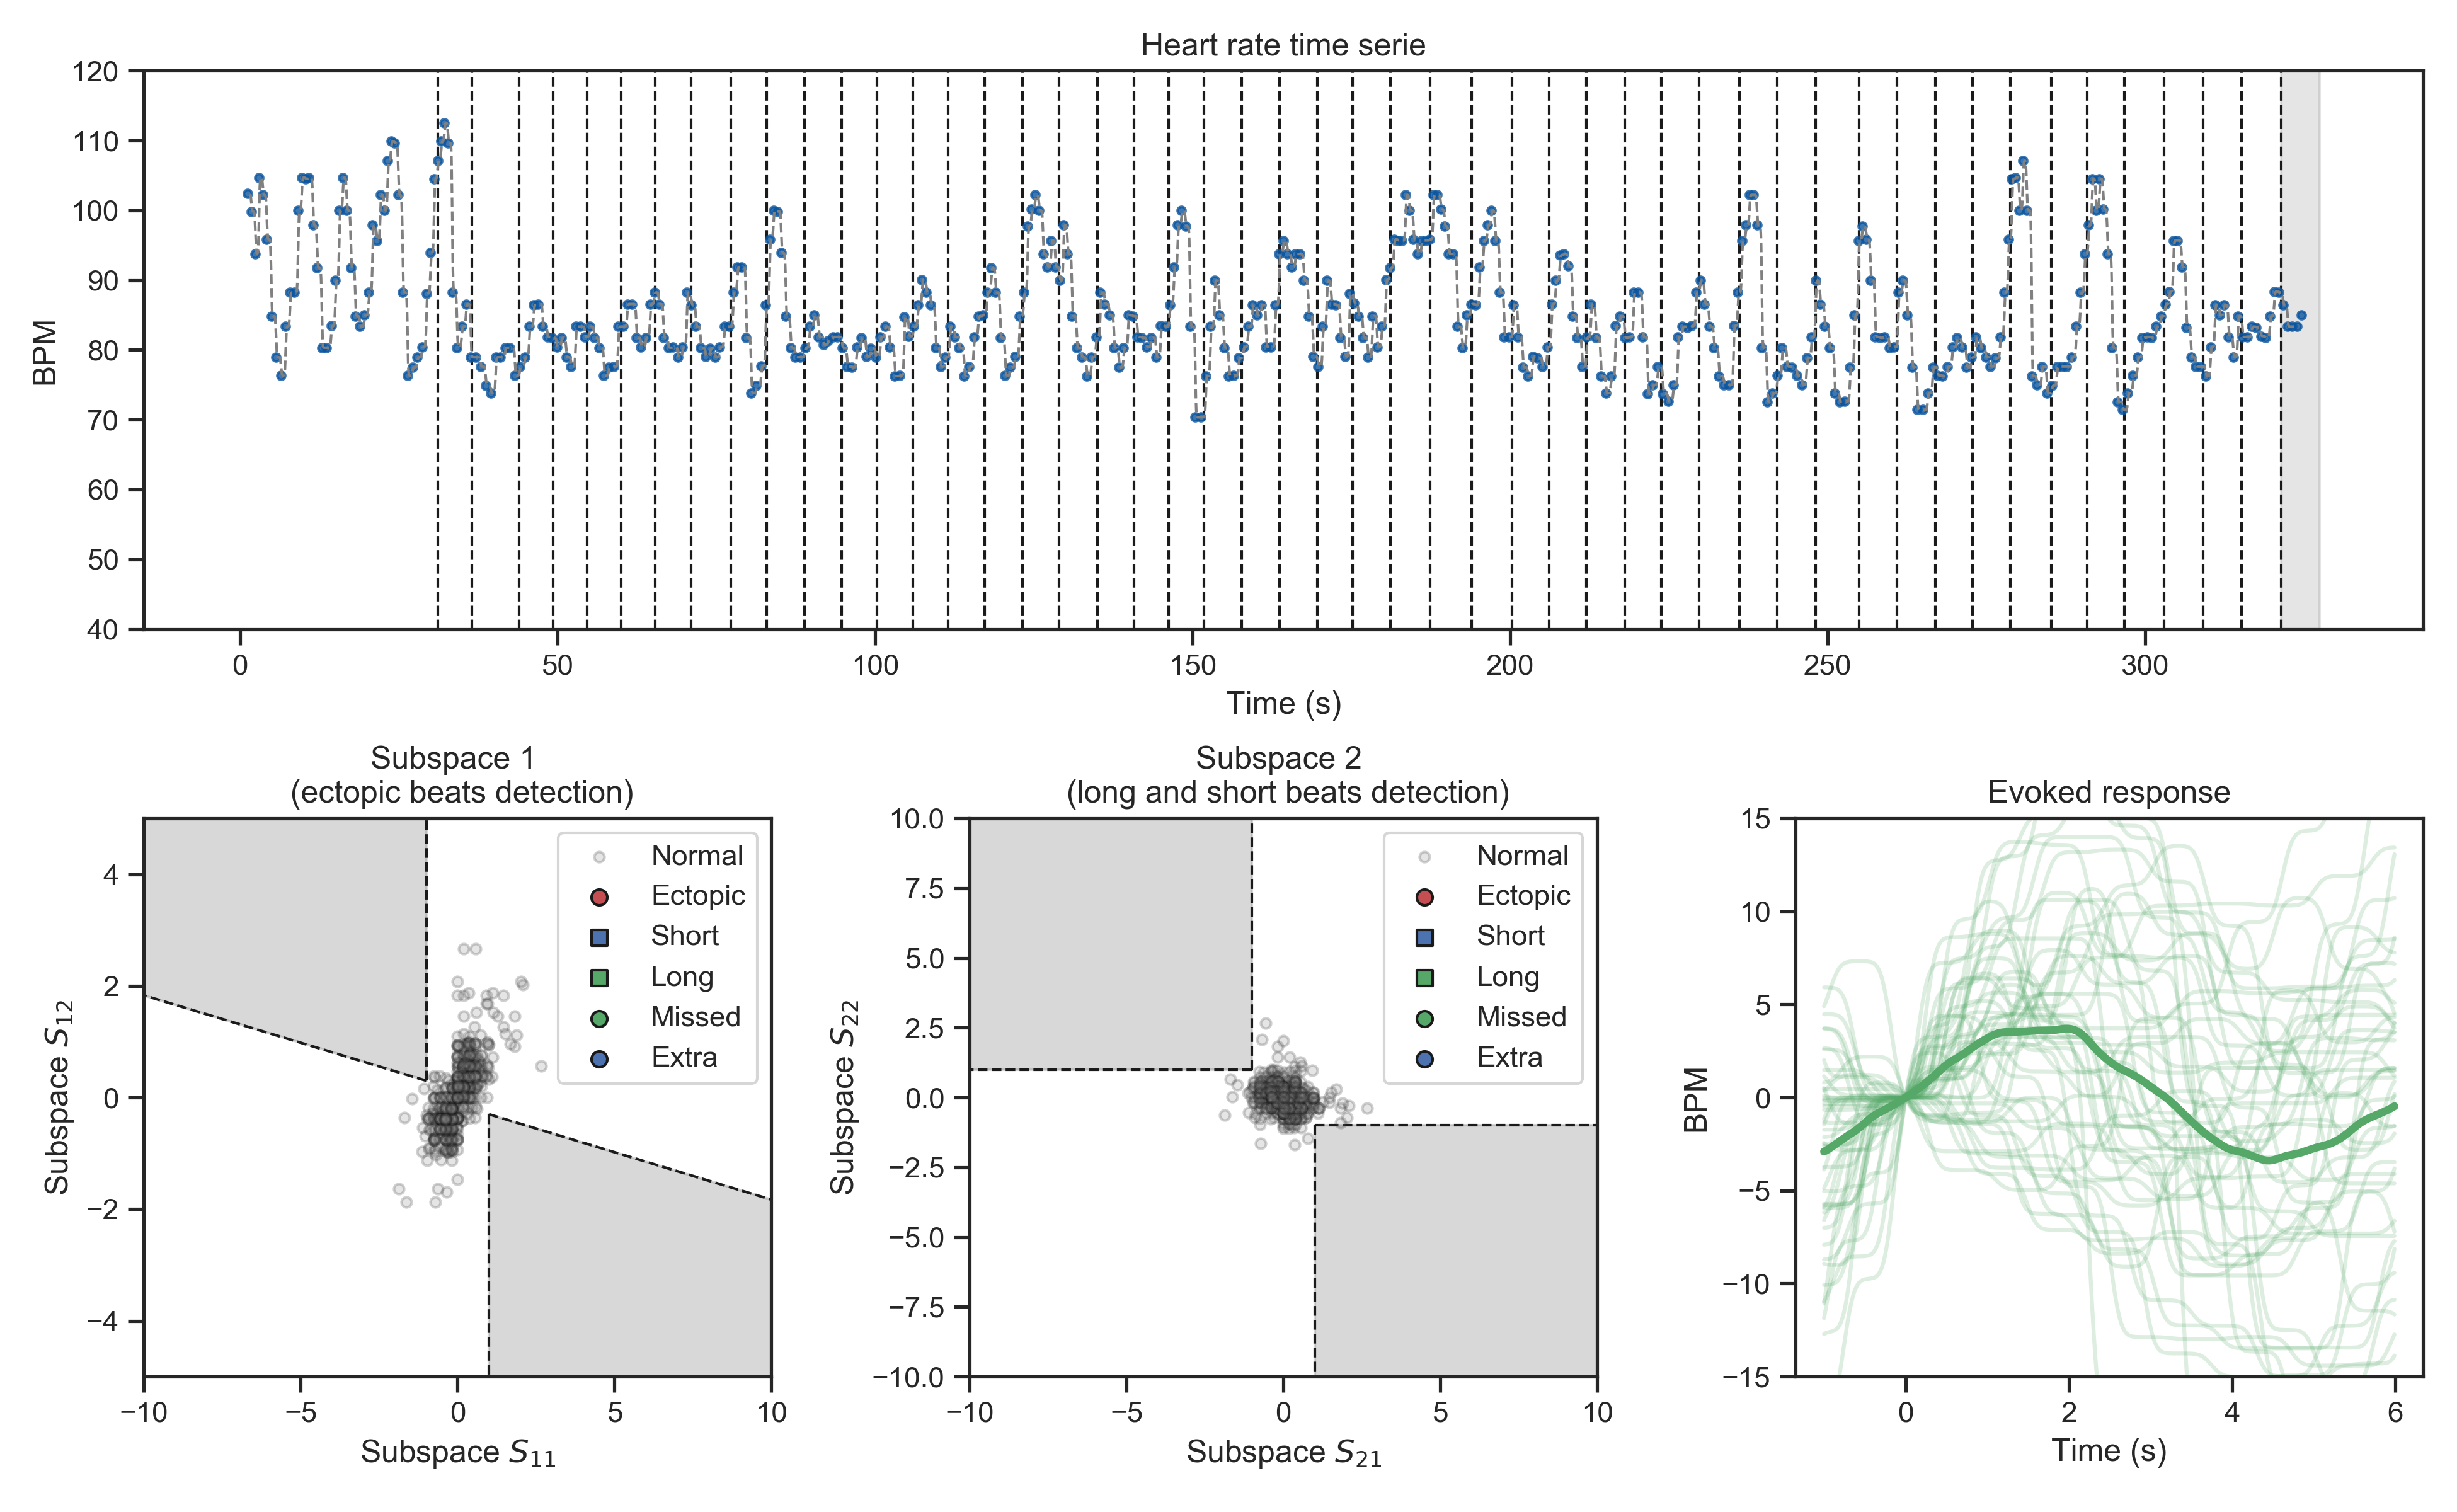 Heart rate time serie
120
110
100
90
80
70
60
50
40
BPM
0 50 100 150 200 250 300
Time (s)
Subspace 1
(ectopic beats detection)
4
2
0
−2
−4
Subspace S12
Normal
Ectopic
Short
Long
Missed
Extra
−10 −5 0 5 10
Subspace S11
Subspace 2
(long and short beats detection)
10.0
7.5
5.0
2.5
0.0
−2.5
−5.0
−7.5
−10.0
Subspace S22
Normal
Ectopic
Short
Long
Missed
Extra
−10 −5 0 5 10
Subspace S21
Evoked response
15
10
5
0
−5
−10
−15
BPM
0 2 4 6
Time (s)